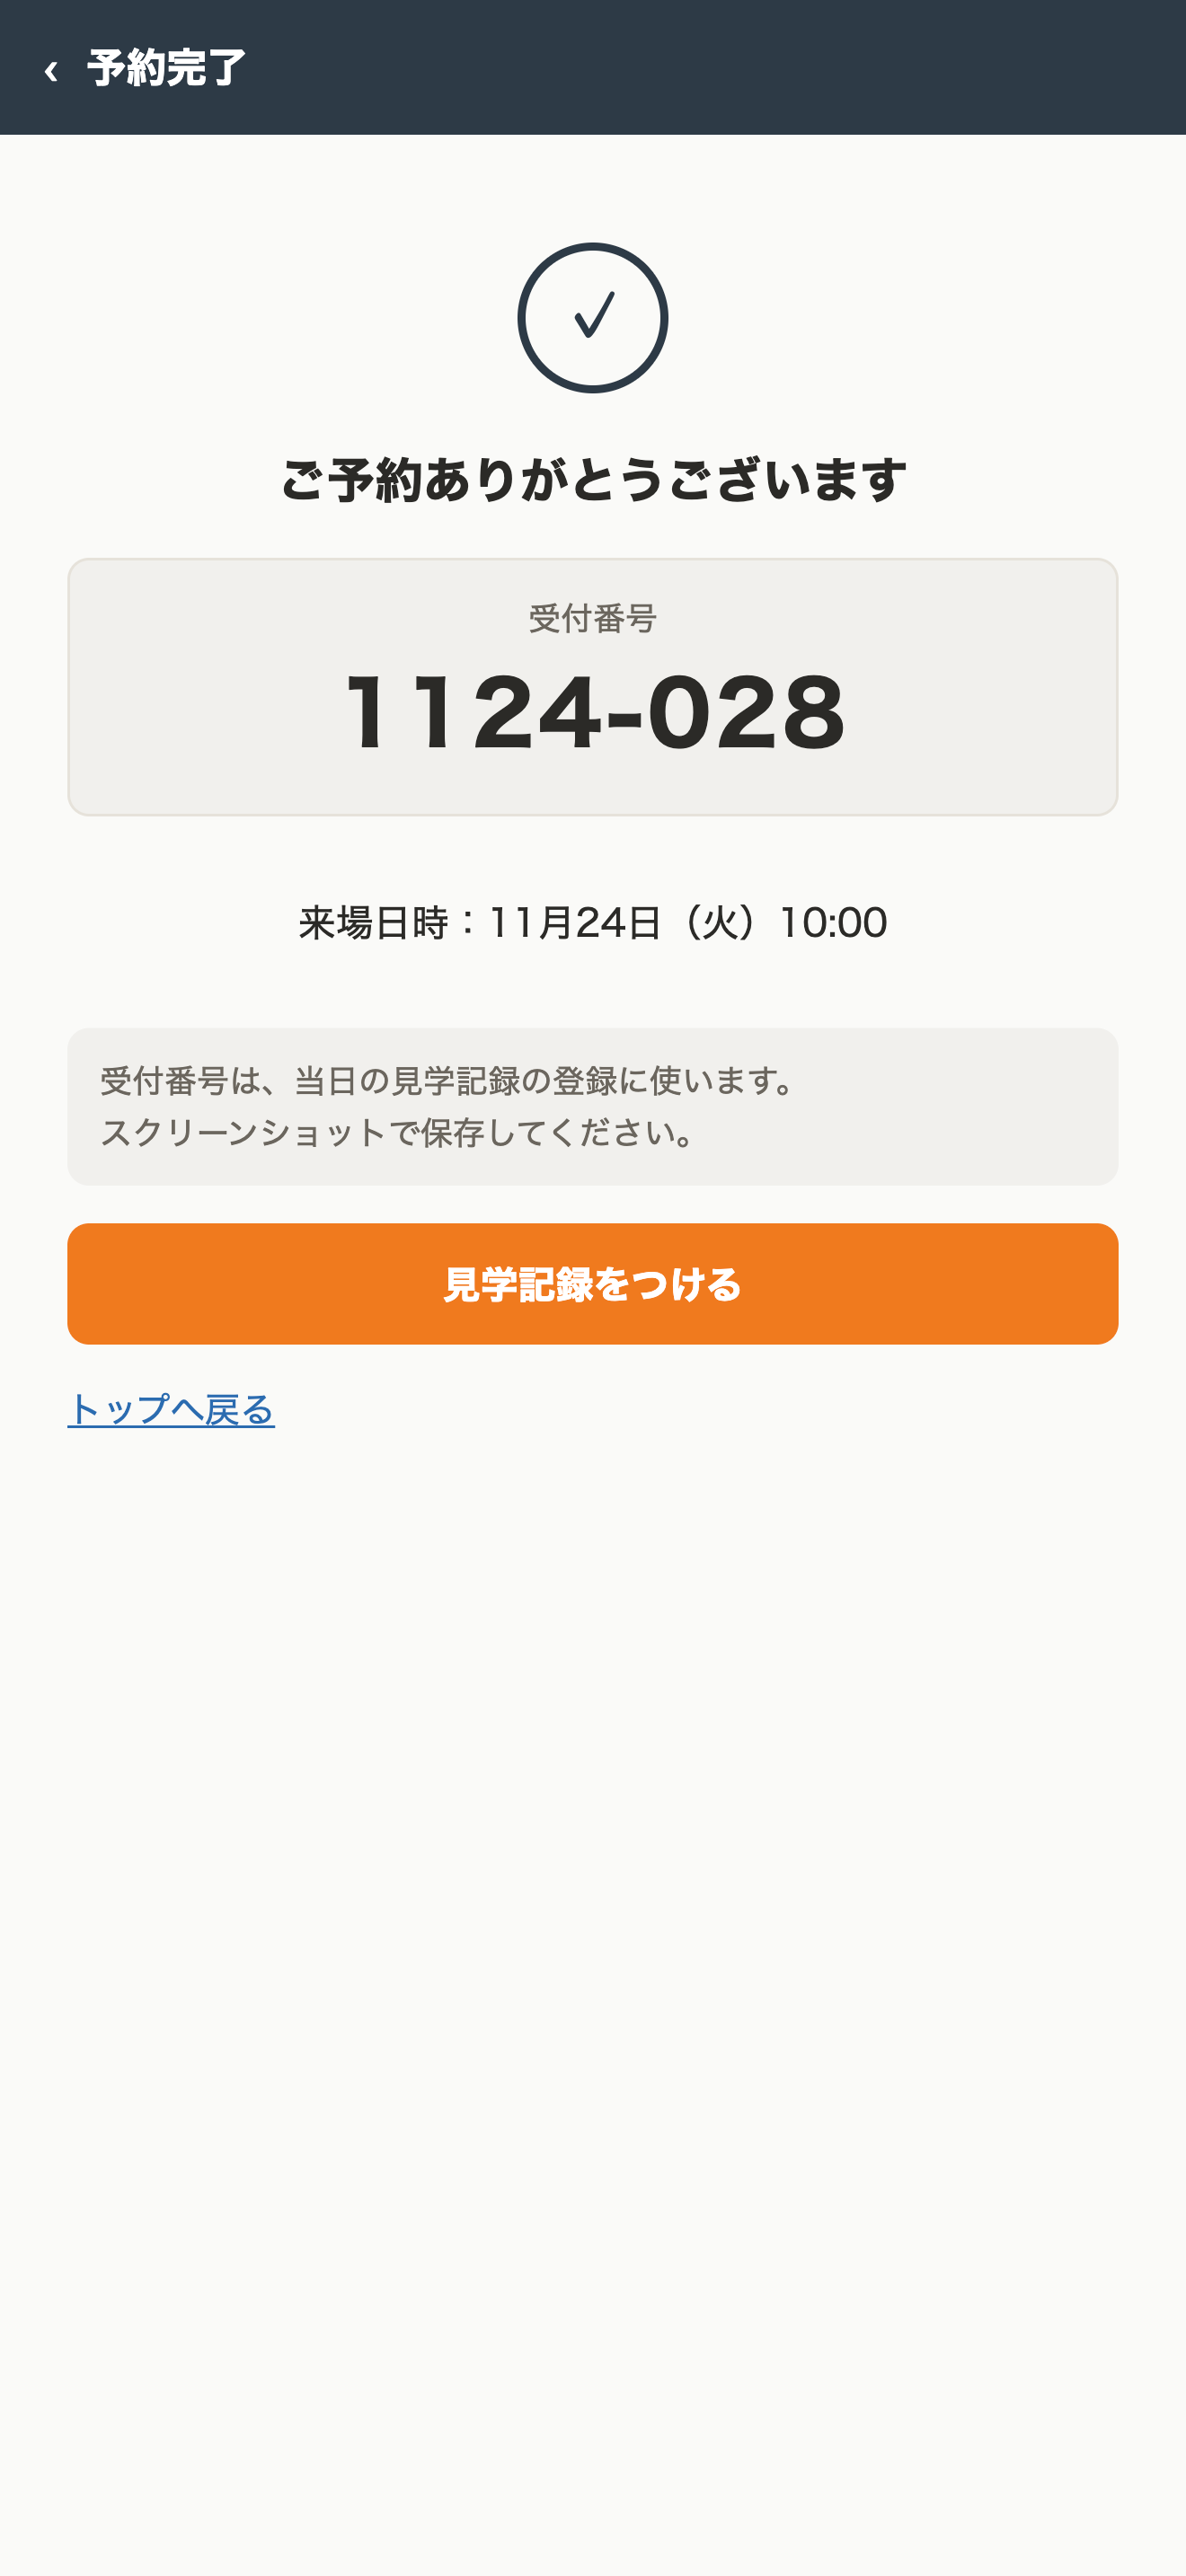 ‹ 予約完了
✓
ご予約ありがとうございます
受付番号
1124-028
来場日時：11月24日（火）10:00
受付番号は、当日の見学記録の登録に使います。
スクリーンショットで保存してください。
見学記録をつける
トップへ戻る